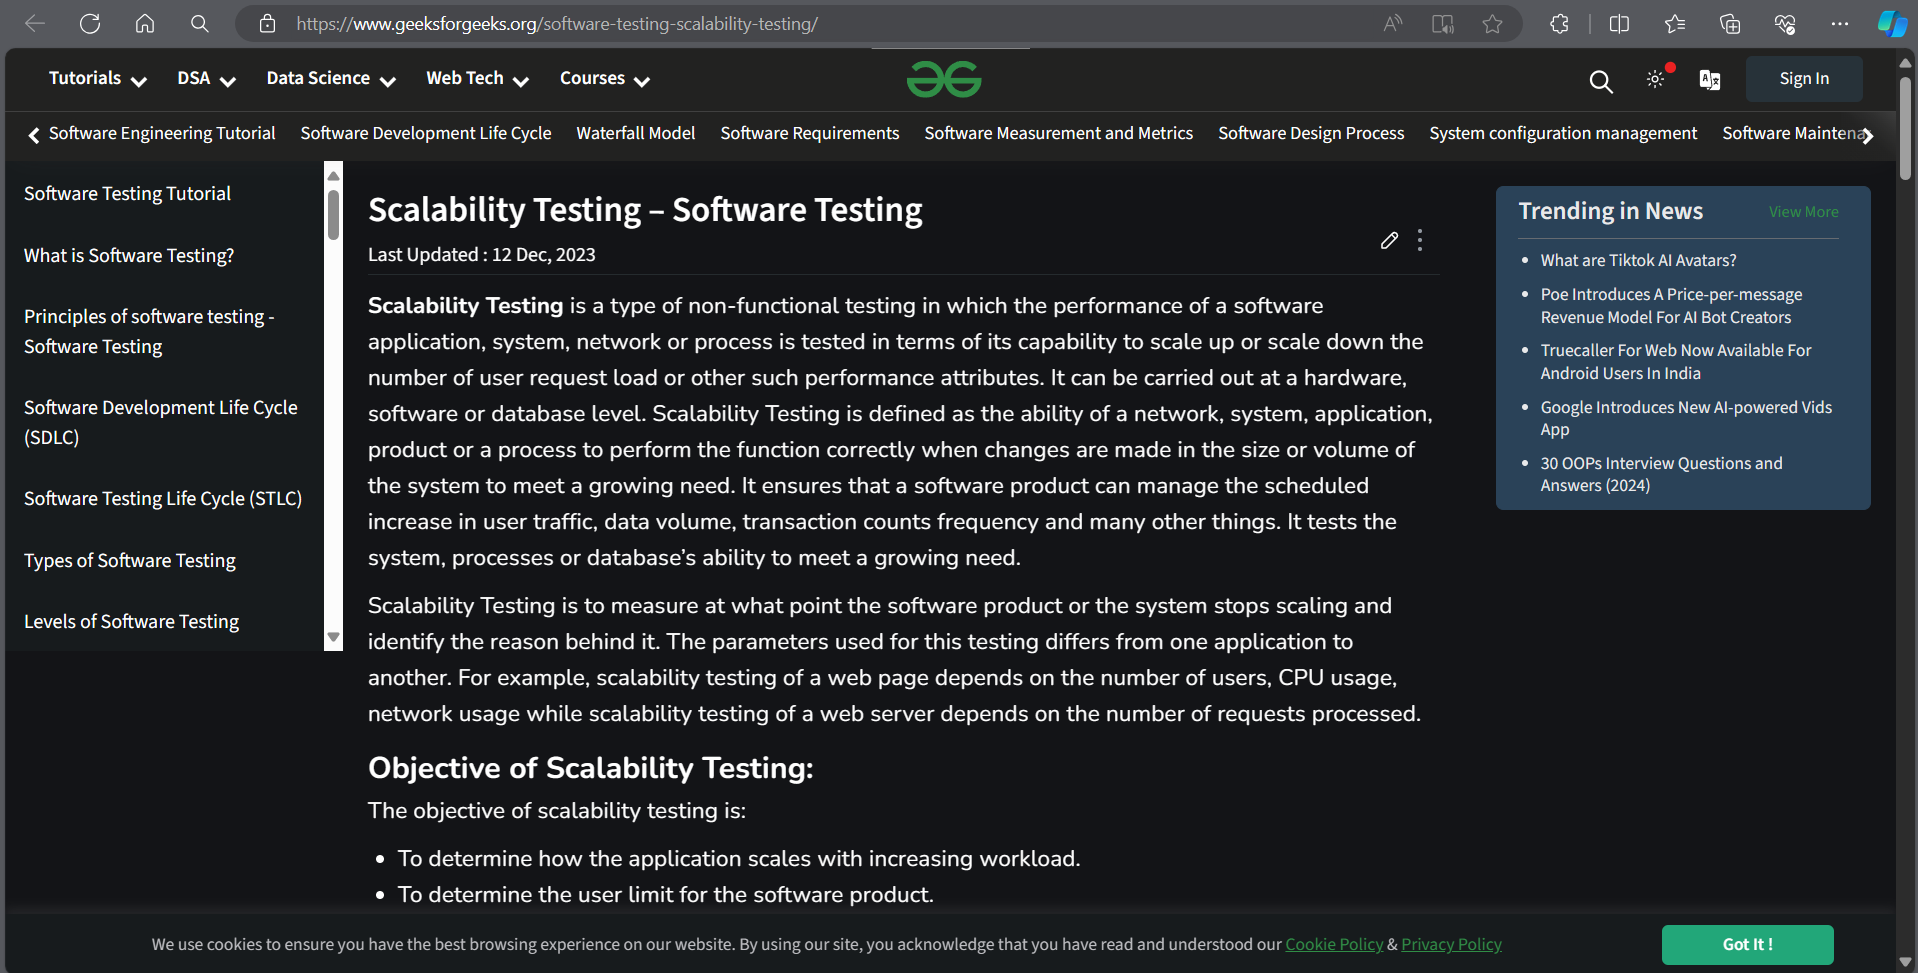 https://www.geeksforgeeks.org/software-testing-scalability-testing/
Tutorials DSA Data Science Web Tech Courses Sign In
Software Engineering Tutorial Software Development Life Cycle Waterfall Model Software Requirements Software Measurement and Metrics Software Design Process System configuration management Software Maintena
Software Testing Tutorial
What is Software Testing?
Principles of software testing -
Software Testing
Software Development Life Cycle
(SDLC)
Software Testing Life Cycle (STLC)
Types of Software Testing
Levels of Software Testing
Scalability Testing – Software Testing
Last Updated : 12 Dec, 2023
Scalability Testing is a type of non-functional testing in which the performance of a software
application, system, network or process is tested in terms of its capability to scale up or scale down the
number of user request load or other such performance attributes. It can be carried out at a hardware,
software or database level. Scalability Testing is defined as the ability of a network, system, application,
product or a process to perform the function correctly when changes are made in the size or volume of
the system to meet a growing need. It ensures that a software product can manage the scheduled
increase in user traffic, data volume, transaction counts frequency and many other things. It tests the
system, processes or database’s ability to meet a growing need.
Scalability Testing is to measure at what point the software product or the system stops scaling and
identify the reason behind it. The parameters used for this testing differs from one application to
another. For example, scalability testing of a web page depends on the number of users, CPU usage,
network usage while scalability testing of a web server depends on the number of requests processed.
Objective of Scalability Testing:
The objective of scalability testing is:
To determine how the application scales with increasing workload.
To determine the user limit for the software product.
Trending in News View More
What are Tiktok AI Avatars?
Poe Introduces A Price-per-message
Revenue Model For AI Bot Creators
Truecaller For Web Now Available For
Android Users In India
Google Introduces New AI-powered Vids
App
30 OOPs Interview Questions and
Answers (2024)
We use cookies to ensure you have the best browsing experience on our website. By using our site, you acknowledge that you have read and understood our Cookie Policy & Privacy Policy
Got It !